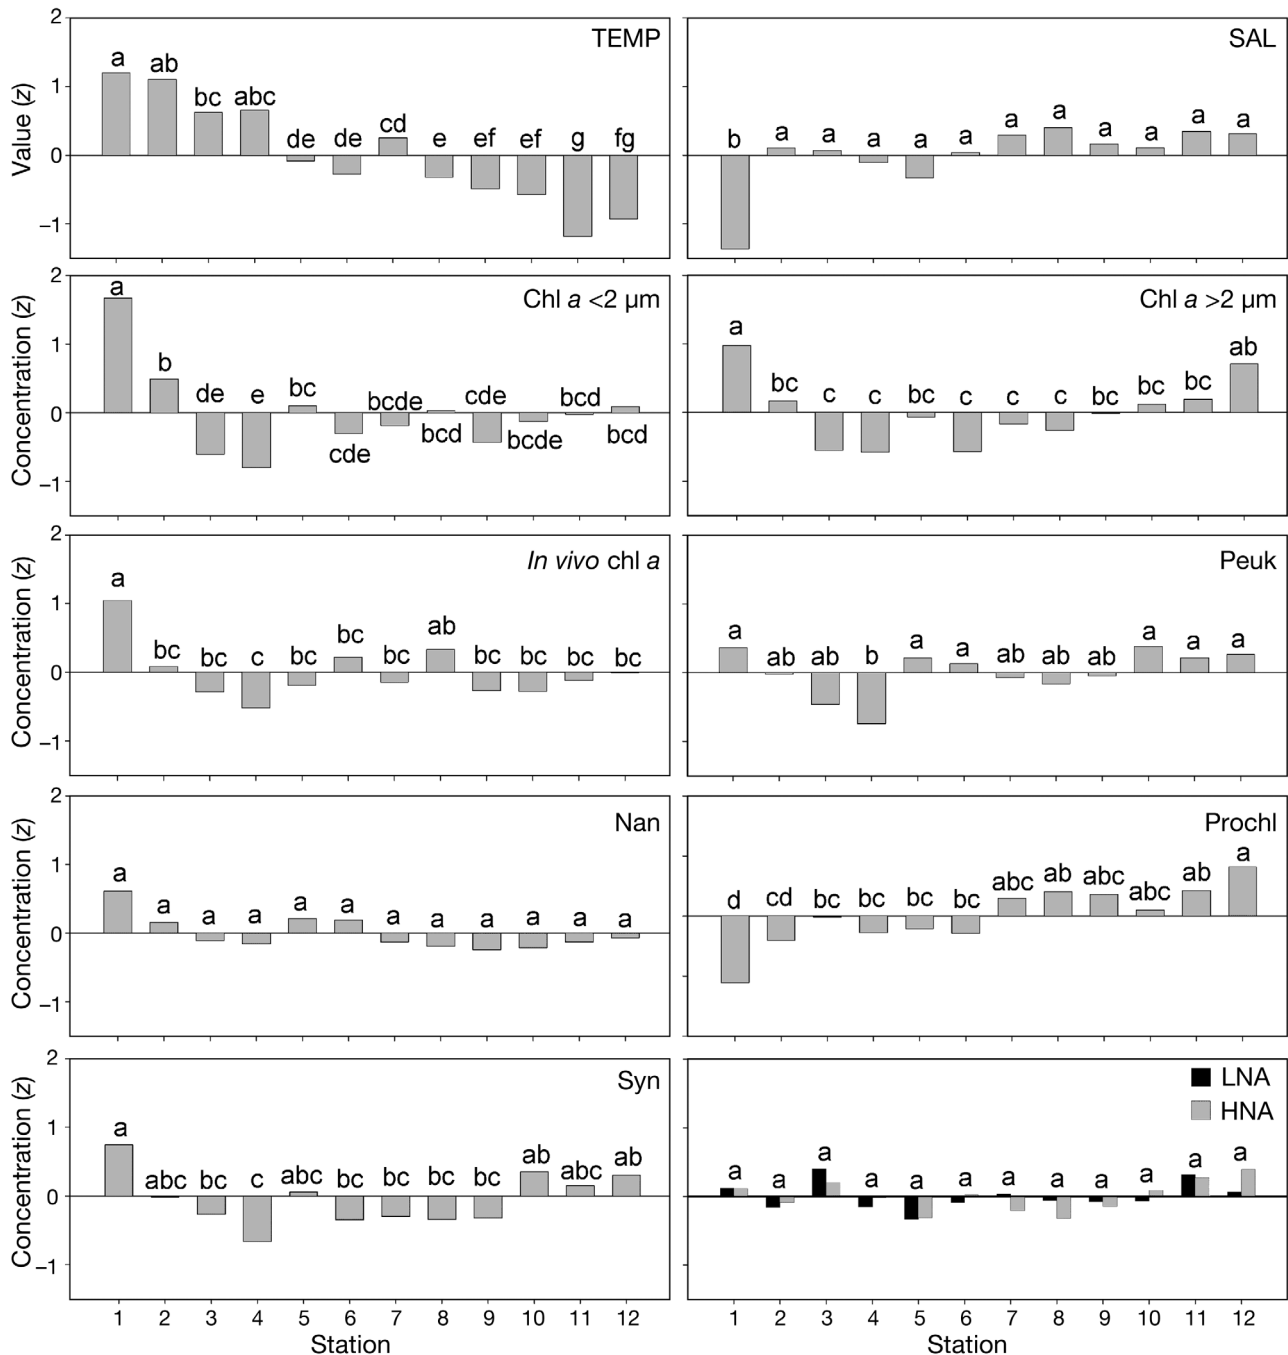 TEMP
Value (z)
2
1
0
−1
a ab bc abc de de cd e ef ef g fg
SAL
b a a a a a a a a a a a
Chl a <2 µm
Concentration (z)
2
1
0
−1
a b de e bc cde bcde bcd cde bcde bcd bcd
Chl a >2 µm
a bc c c bc c c c bc bc bc ab
In vivo chl a
Concentration (z)
2
1
0
−1
a bc bc c bc bc bc ab bc bc bc bc
Peuk
a ab ab b a a ab ab ab a a a
Nan
Concentration (z)
2
1
0
−1
a a a a a a a a a a a a
Prochl
d cd bc bc bc bc abc ab abc abc ab a
Syn
Concentration (z)
2
1
0
−1
a abc bc c abc bc bc bc bc ab abc ab
1 2 3 4 5 6 7 8 9 10 11 12
Station
LNA
HNA
a a a a a a a a a a a a
1 2 3 4 5 6 7 8 9 10 11 12
Station